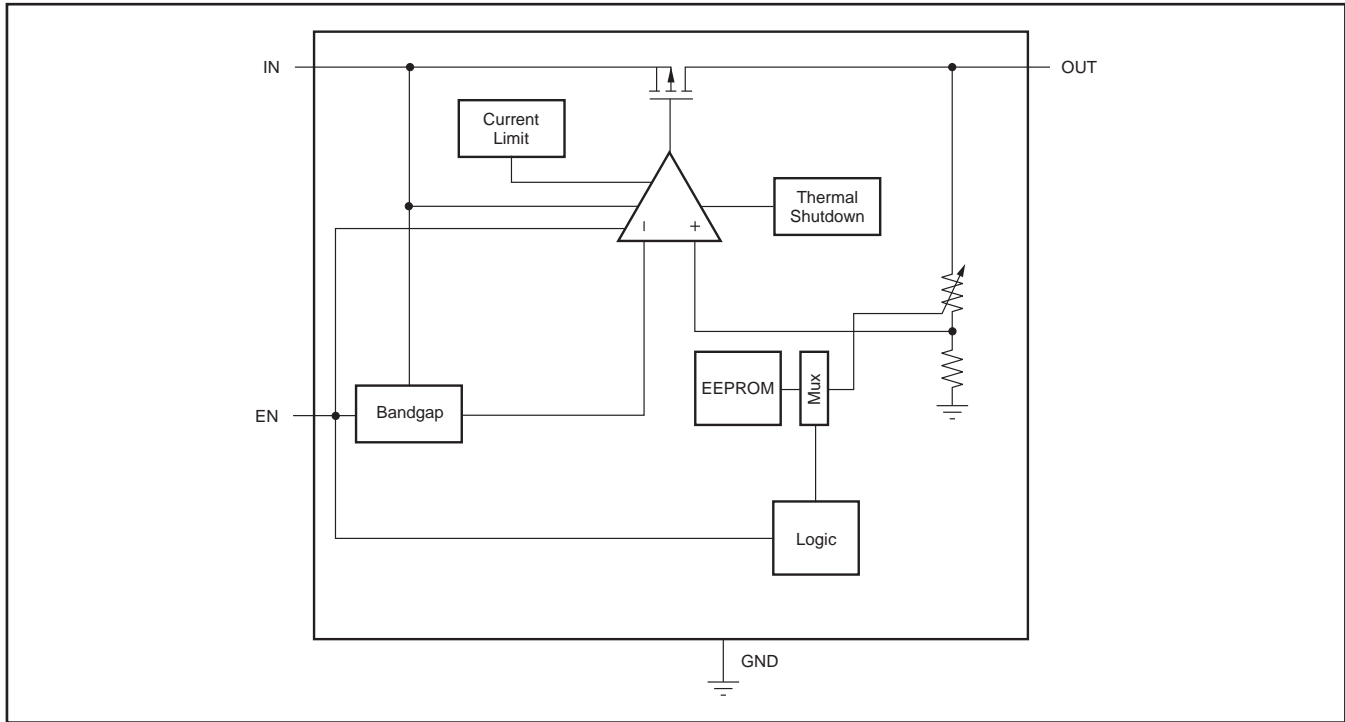 IN
OUT
Current
Limit
Thermal
Shutdown
− +
EEPROM
Mux
EN
Bandgap
Logic
GND